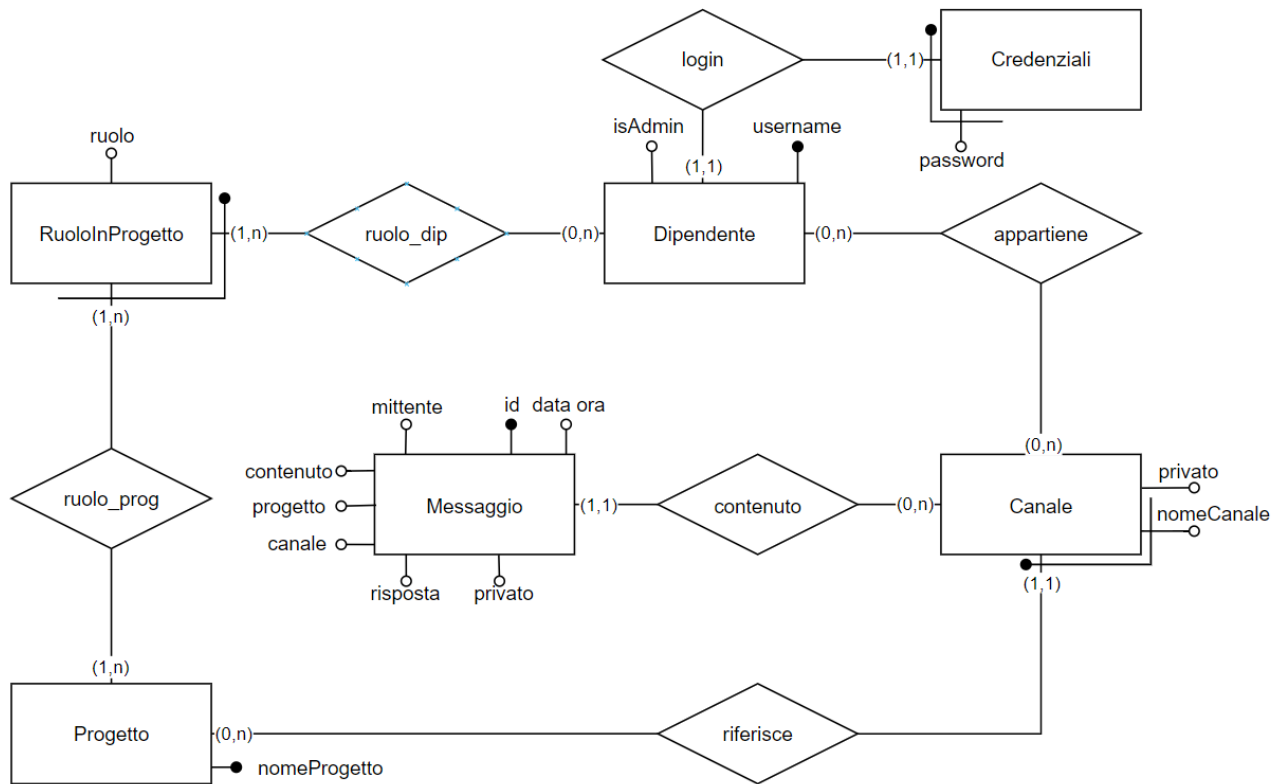 login
(1,1)
Credenziali
isAdmin
username
ruolo
password
(1,1)
RuoloInProgetto
(1,n)
ruolo_dip
(0,n)
Dipendente
(0,n)
appartiene
(1,n)
mittente
id
data ora
(0,n)
contenuto
privato
ruolo_prog
progetto
Messaggio
(1,1)
contenuto
(0,n)
Canale
nomeCanale
canale
risposta
privato
(1,1)
(1,n)
Progetto
(0,n)
riferisce
nomeProgetto